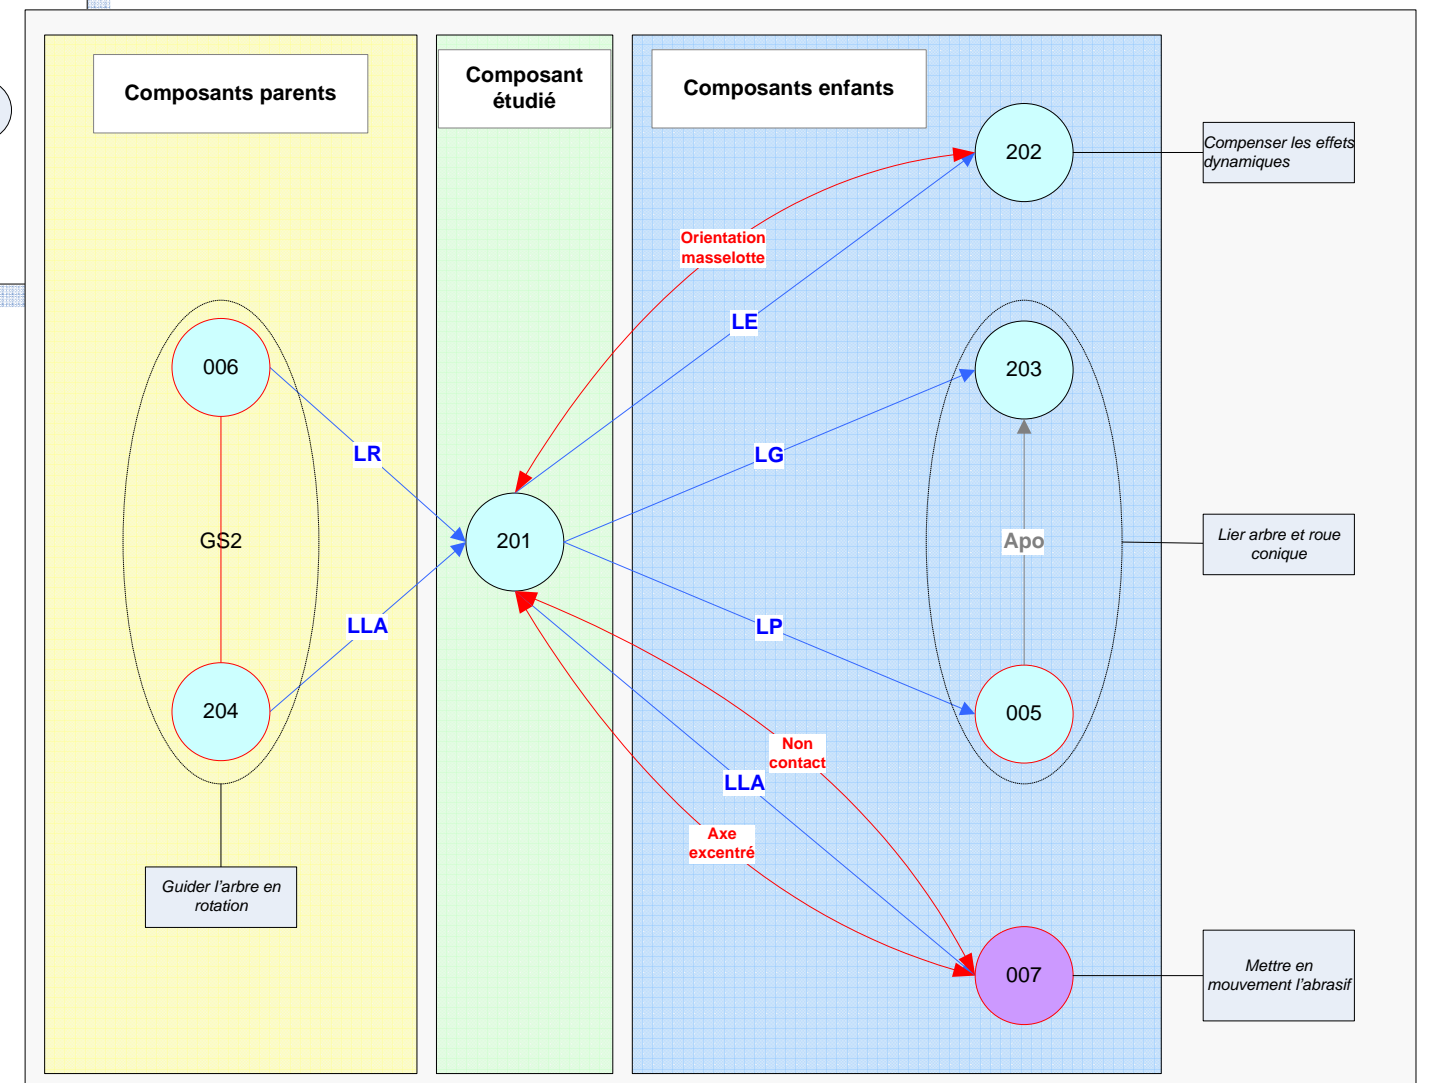 Composants parents
Composant
étudié
Composants enfants
202
Compenser les effets
dynamiques
Orientation
masselotte
LE
006
203
LR
LG
GS2
201
Apo
Lier arbre et roue
conique
LLA
LP
204
005
Non
contact
LLA
Axe
excentré
Guider l'arbre en
rotation
007
Mettre en
mouvement l'abrasif